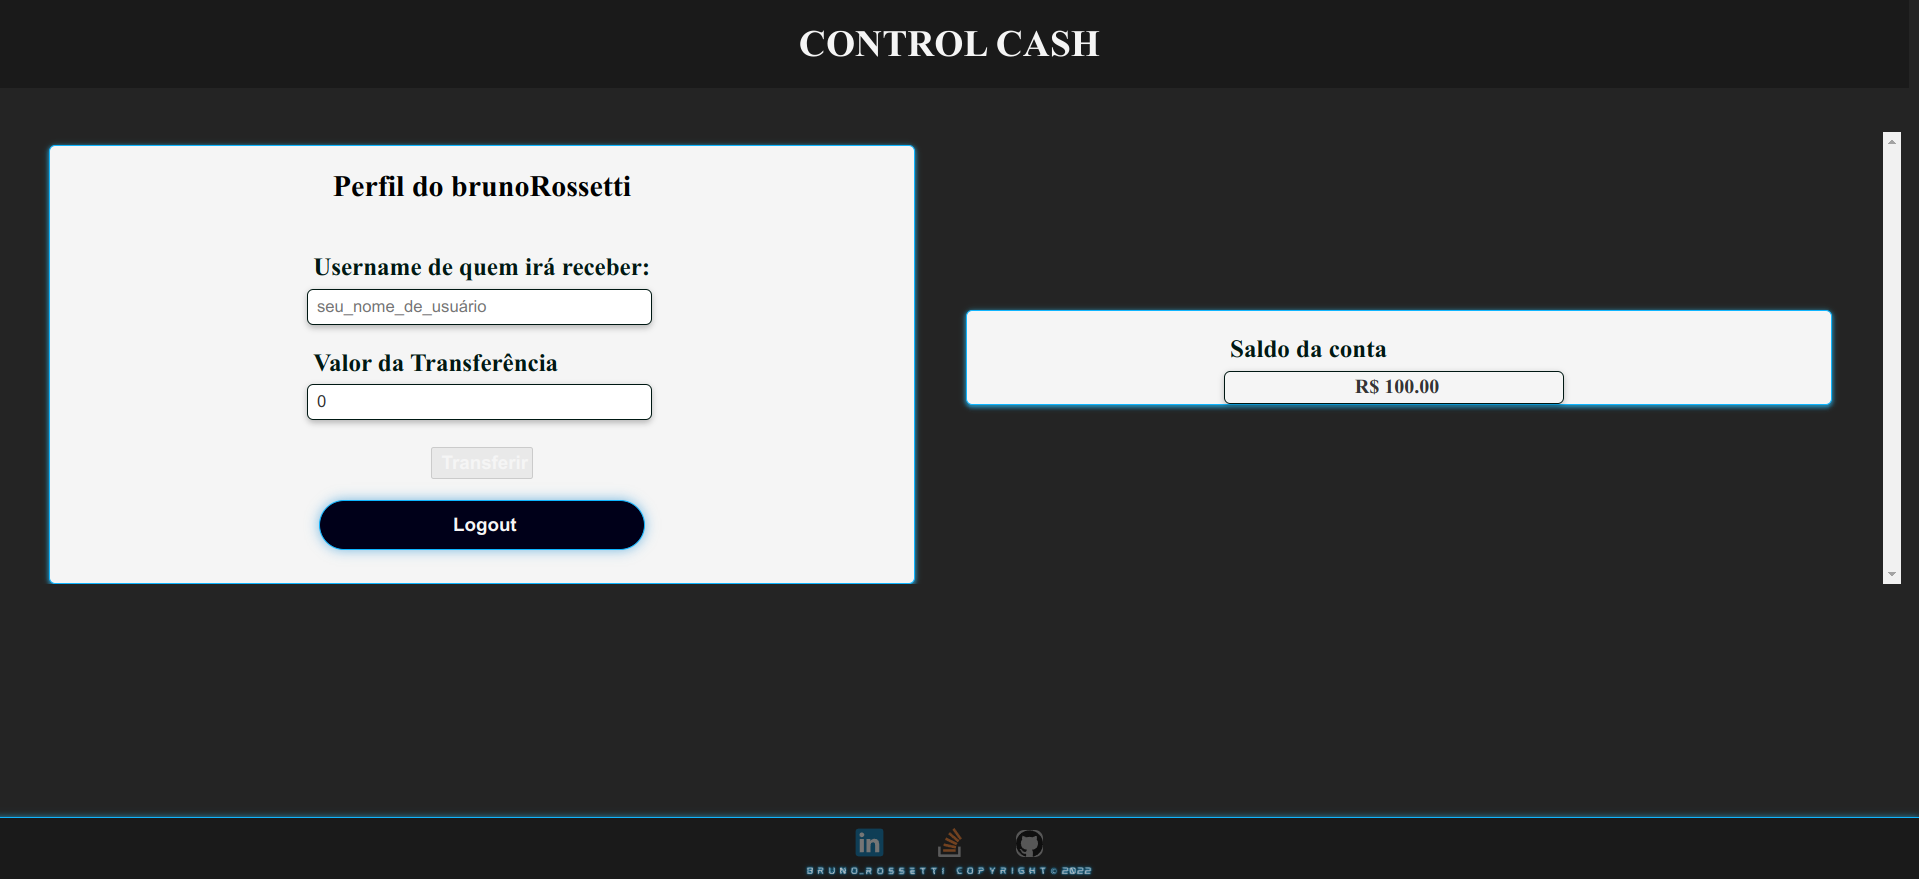 CONTROL CASH
Perfil do brunoRossetti
Username de quem irá receber:
seu_nome_de_usuário
Valor da Transferência
0
Transferir
Logout
Saldo da conta
R$ 100.00
in
BRUNO_ROSSETTI COPYRIGHT©2022